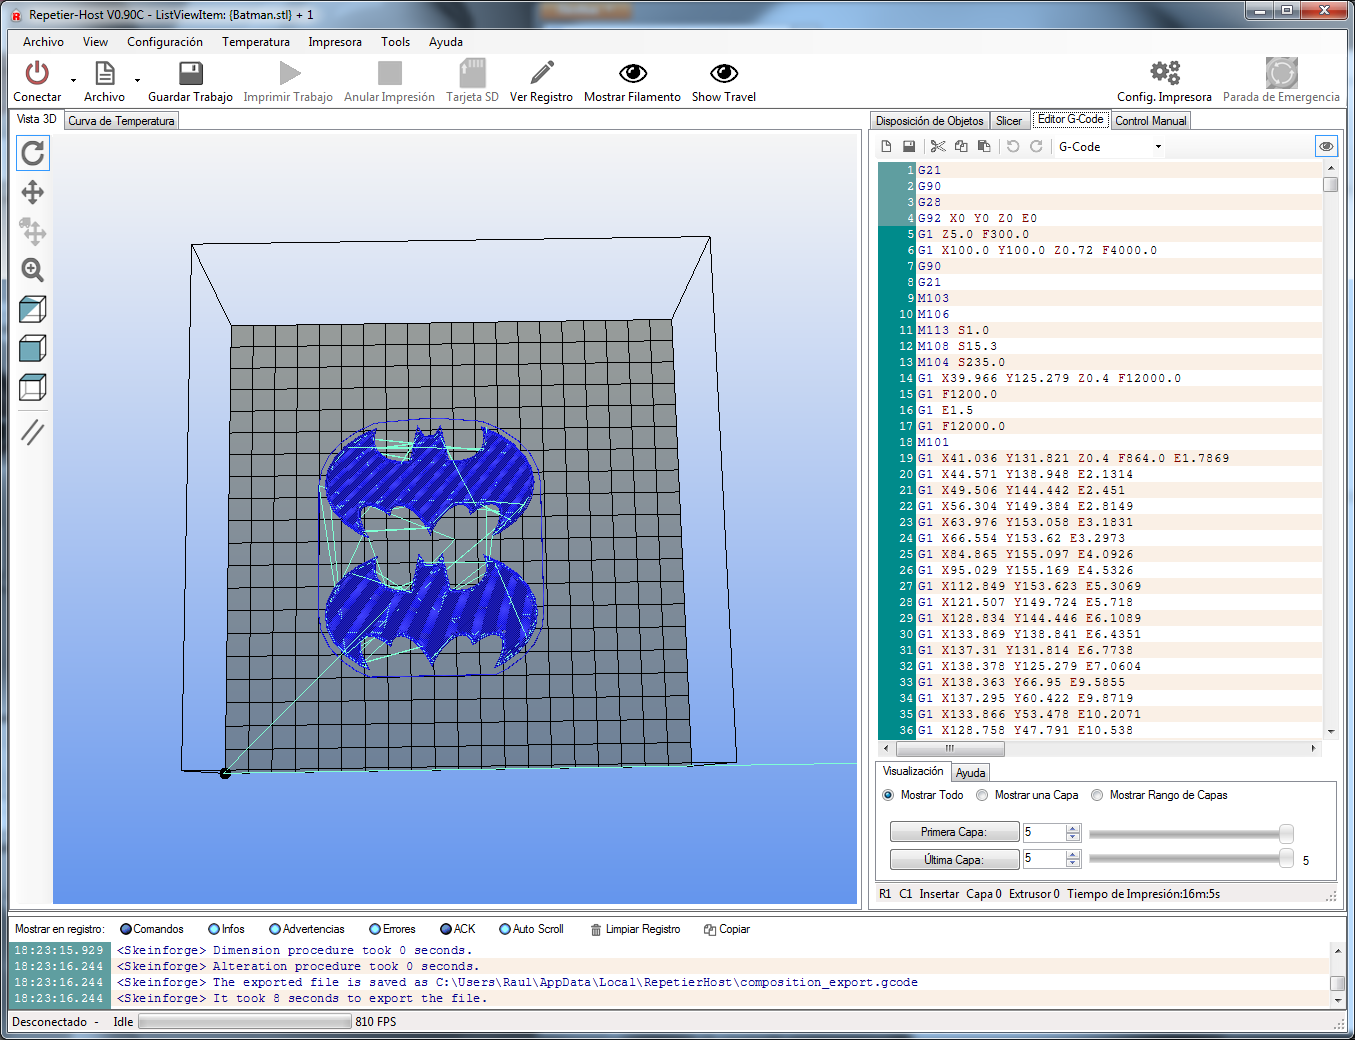 Repetier-Host V0.90C - ListViewItem: {Batman.stl} + 1
Archivo View Configuración Temperatura Impresora Tools Ayuda
Conectar Archivo Guardar Trabajo Imprimir Trabajo Anular Impresión Tarjeta SD Ver Registro Mostrar Filamento Show Travel Config. Impresora Parada de Emergencia
Vista 3D Curva de Temperatura
Disposición de Objetos Slicer Editor G-Code Control Manual
G-Code
1 G21
2 G90
3 G28
4 G92 X0 Y0 Z0 E0
5 G1 Z5.0 F300.0
6 G1 X100.0 Y100.0 Z0.72 F4000.0
7 G90
8 G21
9 M103
10 M106
11 M113 S1.0
12 M108 S15.3
13 M104 S235.0
14 G1 X39.966 Y125.279 Z0.4 F12000.0
15 G1 F1200.0
16 G1 E1.5
17 G1 F12000.0
18 M101
19 G1 X41.036 Y131.821 Z0.4 F864.0 E1.7869
20 G1 X44.571 Y138.948 E2.1314
21 G1 X49.506 Y144.442 E2.451
22 G1 X56.304 Y149.384 E2.8149
23 G1 X63.976 Y153.058 E3.1831
24 G1 X66.554 Y153.62 E3.2973
25 G1 X84.865 Y155.097 E4.0926
26 G1 X95.029 Y155.169 E4.5326
27 G1 X112.849 Y153.623 E5.3069
28 G1 X121.507 Y149.724 E5.718
29 G1 X128.834 Y144.446 E6.1089
30 G1 X133.869 Y138.841 E6.4351
31 G1 X137.31 Y131.814 E6.7738
32 G1 X138.378 Y125.279 E7.0604
33 G1 X138.363 Y66.95 E9.5855
34 G1 X137.295 Y60.422 E9.8719
35 G1 X133.866 Y53.478 E10.2071
36 G1 X128.758 Y47.791 E10.538
Visualización Ayuda
Mostrar Todo Mostrar una Capa Mostrar Rango de Capas
Primera Capa: 5
Última Capa: 5 5
R1 C1 Insertar Capa 0 Extrusor 0 Tiempo de Impresión:16m:5s
Mostrar en registro: Comandos Infos Advertencias Errores ACK Auto Scroll Limpiar Registro Copiar
18:23:15.929 <Skeinforge> Dimension procedure took 0 seconds.
18:23:16.244 <Skeinforge> Alteration procedure took 0 seconds.
18:23:16.244 <Skeinforge> The exported file is saved as C:\Users\Raul\AppData\Local\RepetierHost\composition_export.gcode
18:23:16.244 <Skeinforge> It took 8 seconds to export the file.
Desconectado - Idle 810 FPS